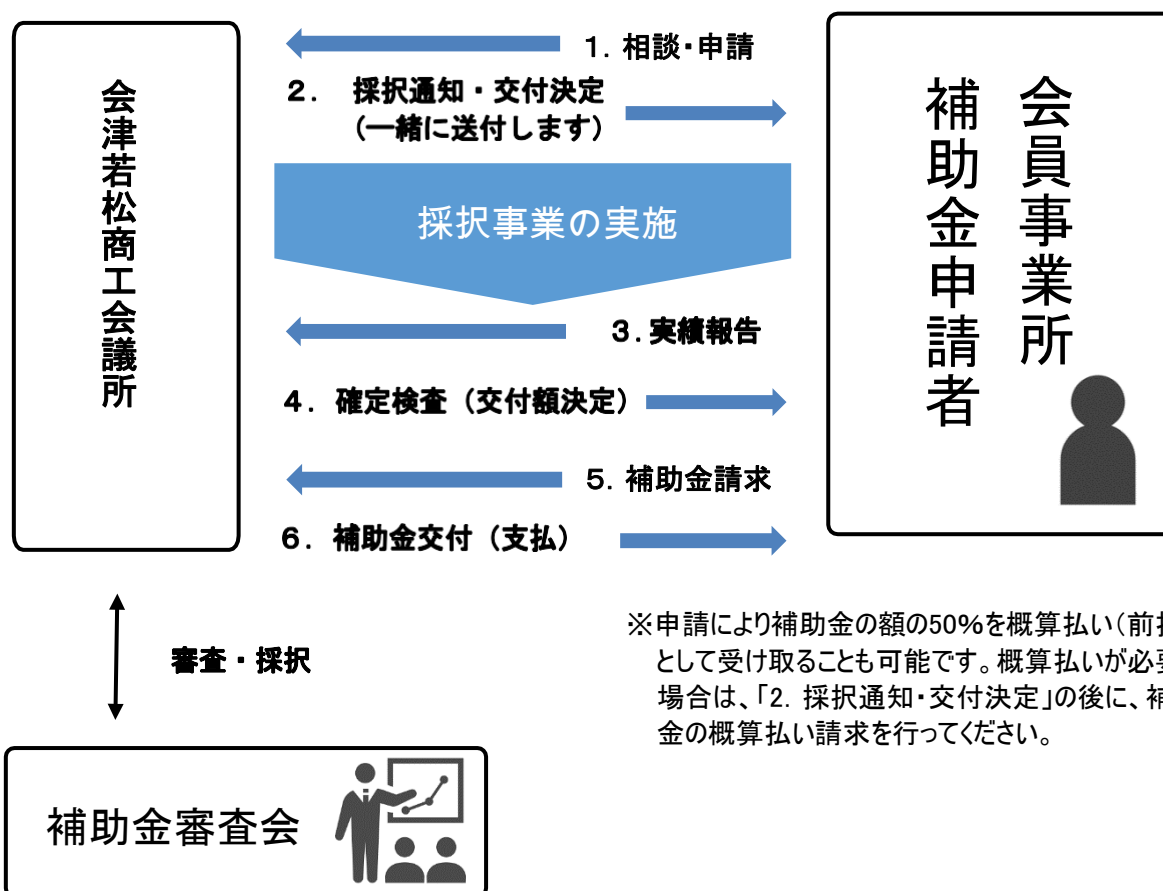 会津若松商工会議所
1．相談・申請
2．　採択通知・交付決定
（一緒に送付します）
採択事業の実施
3．実績報告
4．確定検査（交付額決定）
5．補助金請求
6．補助金交付（支払）
会員事業所
補助金申請者
審査・採択
補助金審査会
※申請により補助金の額の50%を概算払い（前
として受け取ることも可能です。概算払いが必要
場合は、「2．採択通知・交付決定」の後に、補
金の概算払い請求を行ってください。